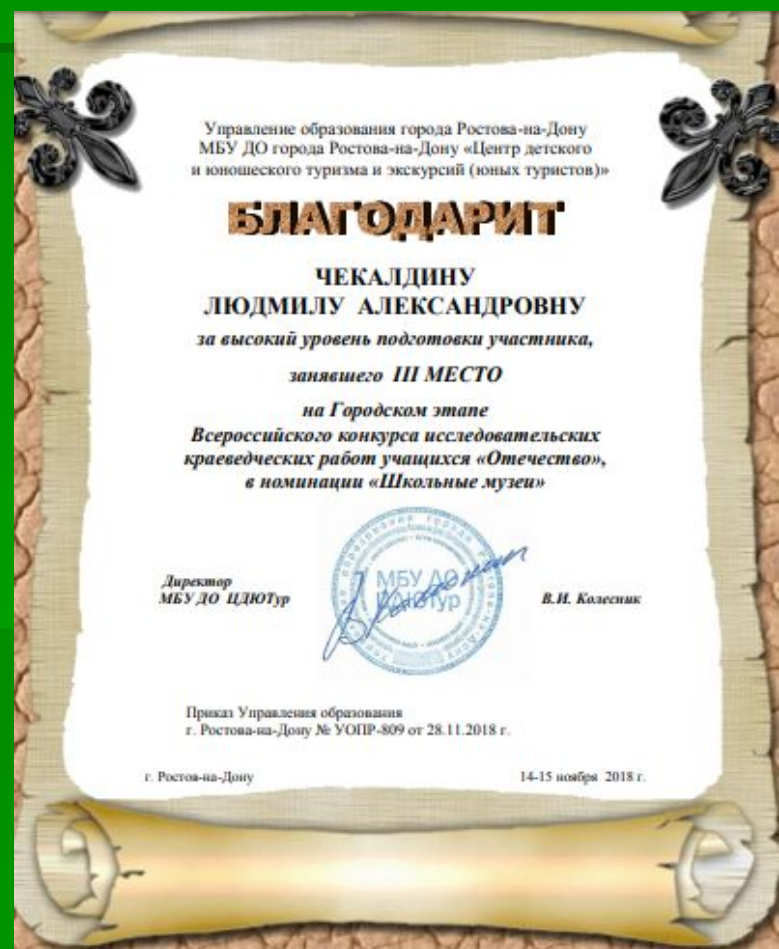 Управление образования города Ростова-на-Дону
МБУ ДО города Ростова-на-Дону «Центр детского
и юношеского туризма и экскурсий (юных туристов)»
БЛАГОДАРИТ
ЧЕКАЛДИНУ
ЛЮДМИЛУ АЛЕКСАНДРОВНУ
за высокий уровень подготовки участника,
занявшего III МЕСТО
на Городском этапе
Всероссийского конкурса исследовательских
краеведческих работ учащихся «Отечество»,
в номинации «Школьные музеи»
Директор
МБУ ДО ЦДЮТур
МБУ ДО
ЦДЮТур
В.И. Колесник
Приказ Управления образования
г. Ростова-на-Дону № УОПР-809 от 28.11.2018 г.
г. Ростов-на-Дону
14-15 ноября 2018 г.